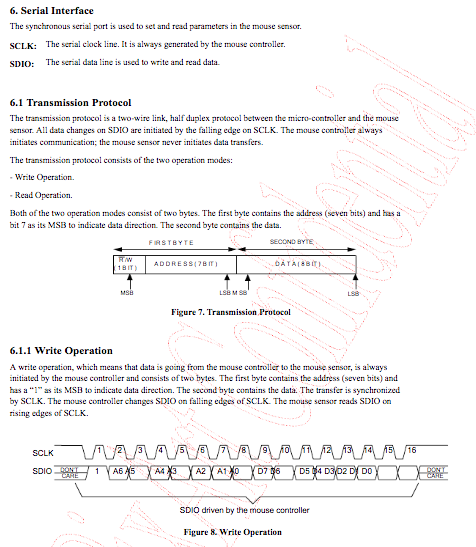 6. Serial Interface
The synchronous serial port is used to set and read parameters in the mouse sensor.
SCLK: The serial clock line. It is always generated by the mouse controller.
SDIO: The serial data line is used to write and read data.
6.1 Transmission Protocol
The transmission protocol is a two-wire link, half duplex protocol between the micro-controller and the mouse
sensor. All data changes on SDIO are initiated by the falling edge on SCLK. The mouse controller always
initiates communication; the mouse sensor never initiates data transfers.
The transmission protocol consists of the two operation modes:
- Write Operation.
- Read Operation.
Both of the two operation modes consist of two bytes. The first byte contains the address (seven bits) and has a
bit 7 as its MSB to indicate data direction. The second byte contains the data.
FIRST BYTE SECOND BYTE
R/W
(1 BIT) ADDRESS (7 BIT) DATA (8 BIT)
MSB LSB MSB LSB
Figure 7. Transmission Protocol
6.1.1 Write Operation
A write operation, which means that data is going from the mouse controller to the mouse sensor, is always
initiated by the mouse controller and consists of two bytes. The first byte contains the address (seven bits) and
has a “1” as its MSB to indicate data direction. The second byte contains the data. The transfer is synchronized
by SCLK. The mouse controller changes SDIO on falling edges of SCLK. The mouse sensor reads SDIO on
rising edges of SCLK.
SCLK 1 2 3 4 5 6 7 8 9 10 11 12 13 14 15 16
SDIO DON'T CARE 1 A6 A5 A4 A3 A2 A1 A0 D7 D6 D5 D4 D3 D2 D1 D0 DON'T CARE
SDIO driven by the mouse controller
Figure 8. Write Operation